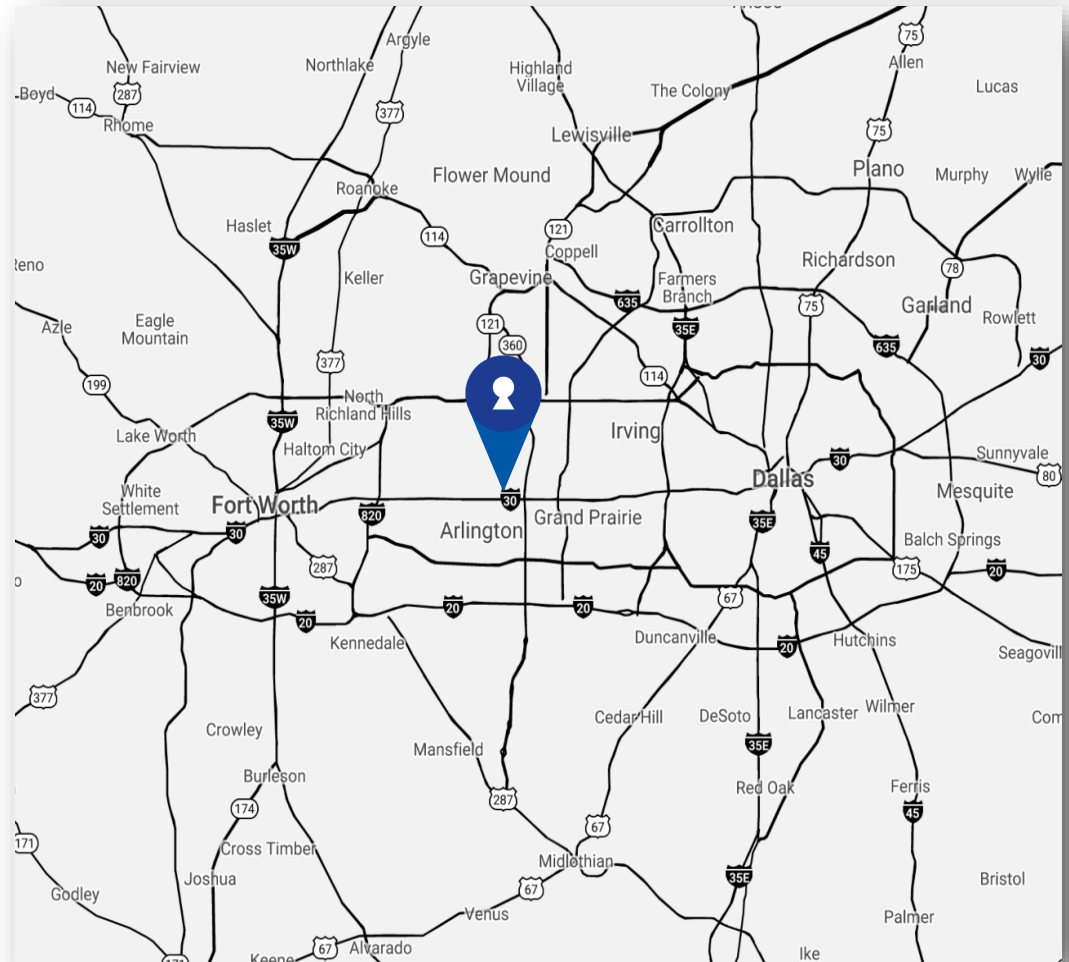 Argyle
75
New Fairview
Northlake
Allen
Highland
Village
287
Lucas
Boyd
The Colony
114
377
Rhome
75
Lewisville
Plano
Flower Mound
Murphy
Wylie
Roanoke
Haslet
121
Carrollton
114
35W
Coppell
Richardson
78
Keller
Grapevine
Farmers
Branch
635
75
Garland
Rowlett
Eagle
Mountain
Azle
121
35E
360
635
377
30
114
199
North
Richland Hills
35W
Irving
Lake Worth
Haltom City
30
Sunnyvale
80
Dallas
White
Settlement
Mesquite
30
Fort Worth
820
Grand Prairie
35E
Arlington
30
30
45
Balch Springs
287
175
20
20
820
35W
67
Benbrook
20
20
20
Kennedale
Duncanville
Hutchins
20
377
Cedar Hill
DeSoto
Lancaster
Wilmer
Crowley
35E
Mansfield
Burleson
Red Oak
Ferris
287
174
45
67
171
Cross Timber
Midlothian
35E
Joshua
Bristol
Godley
67
Venus
Palmer
67
Alvarado
Ike
Keene
171